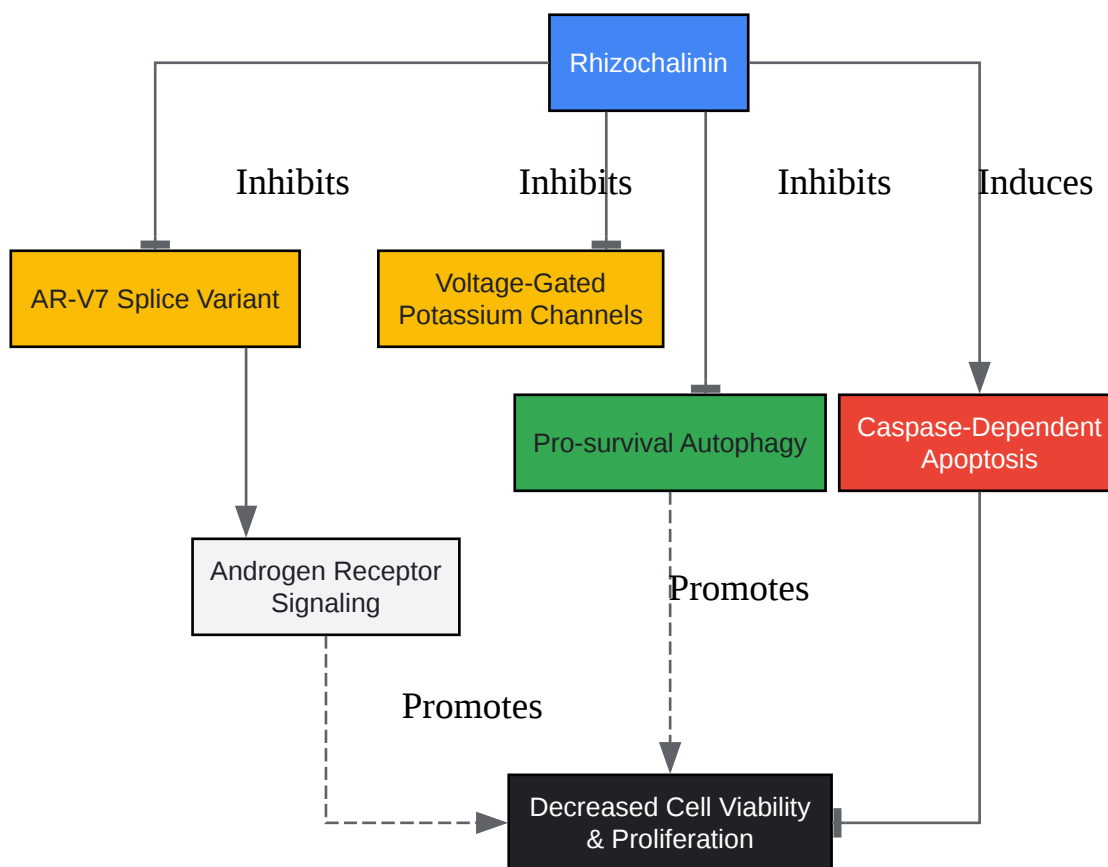 Rhizochalinin
Inhibits
Inhibits
Inhibits
Induces
AR-V7 Splice Variant
Voltage-Gated
Potassium Channels
Pro-survival Autophagy
Caspase-Dependent
Apoptosis
Androgen Receptor
Signaling
Promotes
Promotes
Decreased Cell Viability
& Proliferation